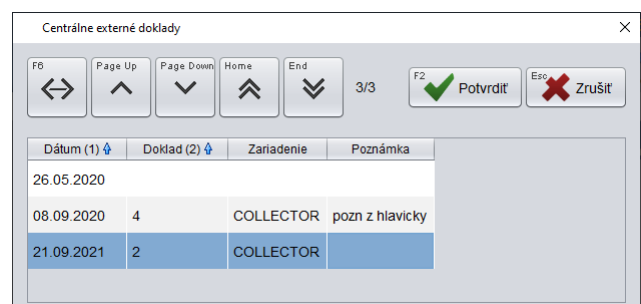 Centrálne externé doklady
F6 Page Up Page Down Home End 3/3 F2 Potvrdiť Esc Zrušiť
Dátum (1) Doklad (2) Zariadenie Poznámka
26.05.2020
08.09.2020 4 COLLECTOR pozn z hlavicky
21.09.2021 2 COLLECTOR